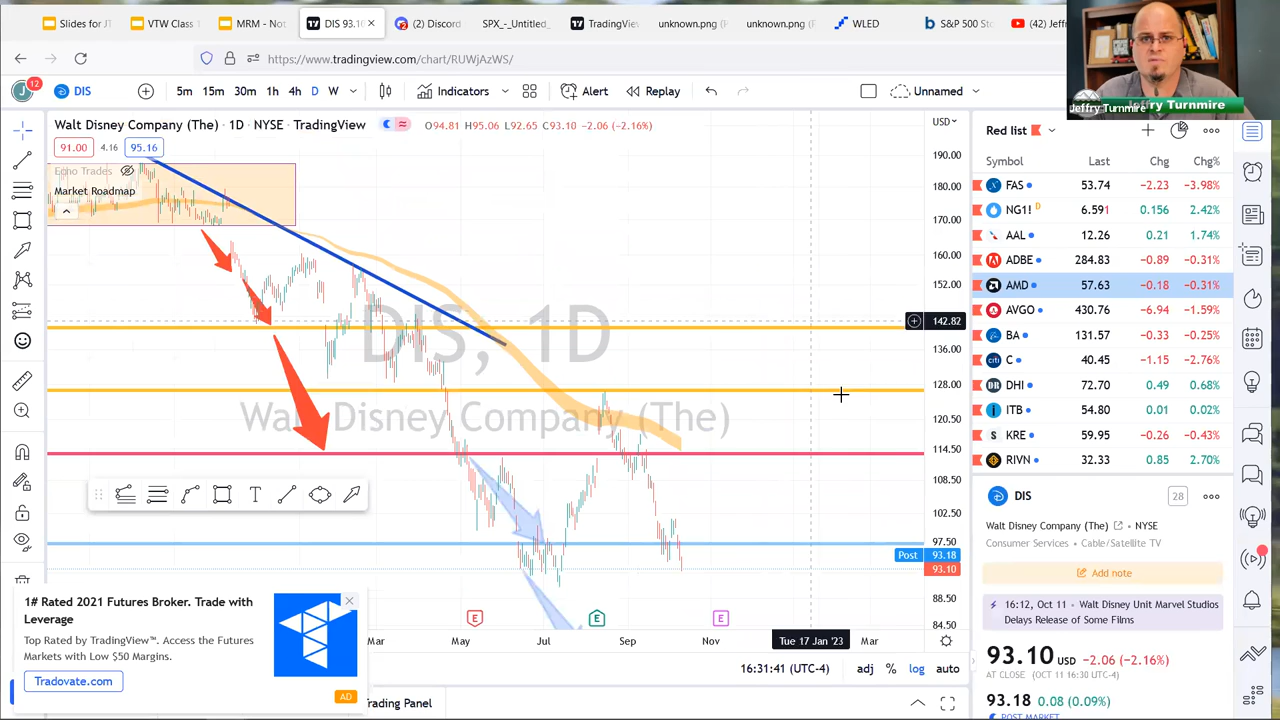 Slides for JT
VTW Class T
MRM - Not
DIS 93.10
(2) Discord
SPX_-_Untitled_
TradingView
unknown.png (
unknown.png (
WLED
S&P 500 St
(42) Jeffr
https://www.tradingview.com/chart/RUWjAzWS/
J 12
DIS
5m 15m 30m 1h 4h D W
Indicators
Alert
Replay
Unnamed
Jeffry Turnmire
Jeffry Turnmire
Walt Disney Company (The) · 1D · NYSE · TradingView
O94.81 H95.06 L92.65 C93.10 −2.06 (−2.16%)
USD
91.00 4.16 95.16
Echo Trades
Market Roadmap
DIS, 1D
Walt Disney Company (The)
190.00
180.00
170.00
160.00
152.00
142.82
136.00
128.00
120.50
114.50
108.50
102.50
97.50
Post 93.18
93.10
88.50
84.50
E
E
E
Mar May Jul Sep Nov Tue 17 Jan '23 Mar
16:31:41 (UTC-4)
adj % log auto
Trading Panel
1# Rated 2021 Futures Broker. Trade with
Leverage
Top Rated by TradingView™. Access the Futures
Markets with Low $50 Margins.
Tradovate.com
AD
Red list
Symbol Last Chg Chg%
FAS 53.74 −2.23 −3.98%
NG1! D 6.591 0.156 2.42%
AAL 12.26 0.21 1.74%
ADBE 284.83 −0.89 −0.31%
AMD 57.63 −0.18 −0.31%
AVGO 430.76 −6.94 −1.59%
BA 131.57 −0.33 −0.25%
citi C 40.45 −1.15 −2.76%
DHI 72.70 0.49 0.68%
ITB 54.80 0.01 0.02%
S KRE 59.95 −0.26 −0.43%
RIVN 32.33 0.85 2.70%
DIS
28
Walt Disney Company (The) • NYSE
Consumer Services • Cable/Satellite TV
Add note
16:12, Oct 11 • Walt Disney Unit Marvel Studios
Delays Release of Some Films
93.10 USD −2.06 (−2.16%)
AT CLOSE (OCT 11 16:30 UTC-4)
93.18 0.08 (0.09%)
POST MARKET